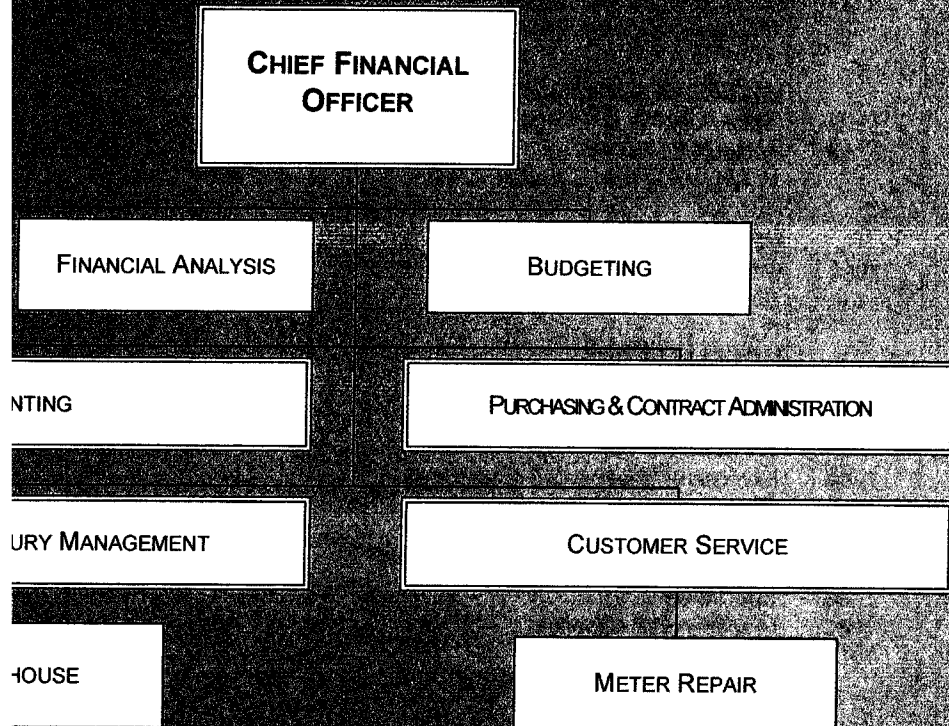 CHIEF FINANCIAL
OFFICER
FINANCIAL ANALYSIS
BUDGETING
NTING
PURCHASING & CONTRACT ADMINISTRATION
URY MANAGEMENT
CUSTOMER SERVICE
HOUSE
METER REPAIR